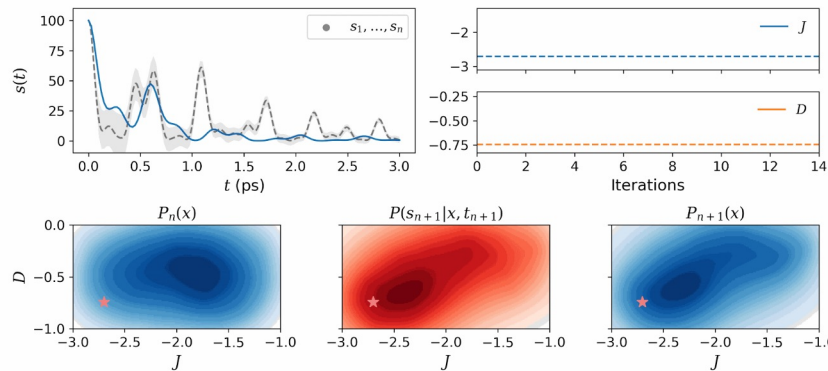 100
75
50
25
0
s(t)
s₁, ..., sₙ
0.0 0.5 1.0 1.5 2.0 2.5 3.0
t (ps)
−2
−3
J
−0.25
−0.50
−0.75
D
0 2 4 6 8 10 12 14
Iterations
Pₙ(x)
0.0
−0.5
−1.0
D
−3.0 −2.5 −2.0 −1.5 −1.0
J
P(sₙ₊₁|x, tₙ₊₁)
−3.0 −2.5 −2.0 −1.5 −1.0
J
Pₙ₊₁(x)
−3.0 −2.5 −2.0 −1.5 −1.0
J